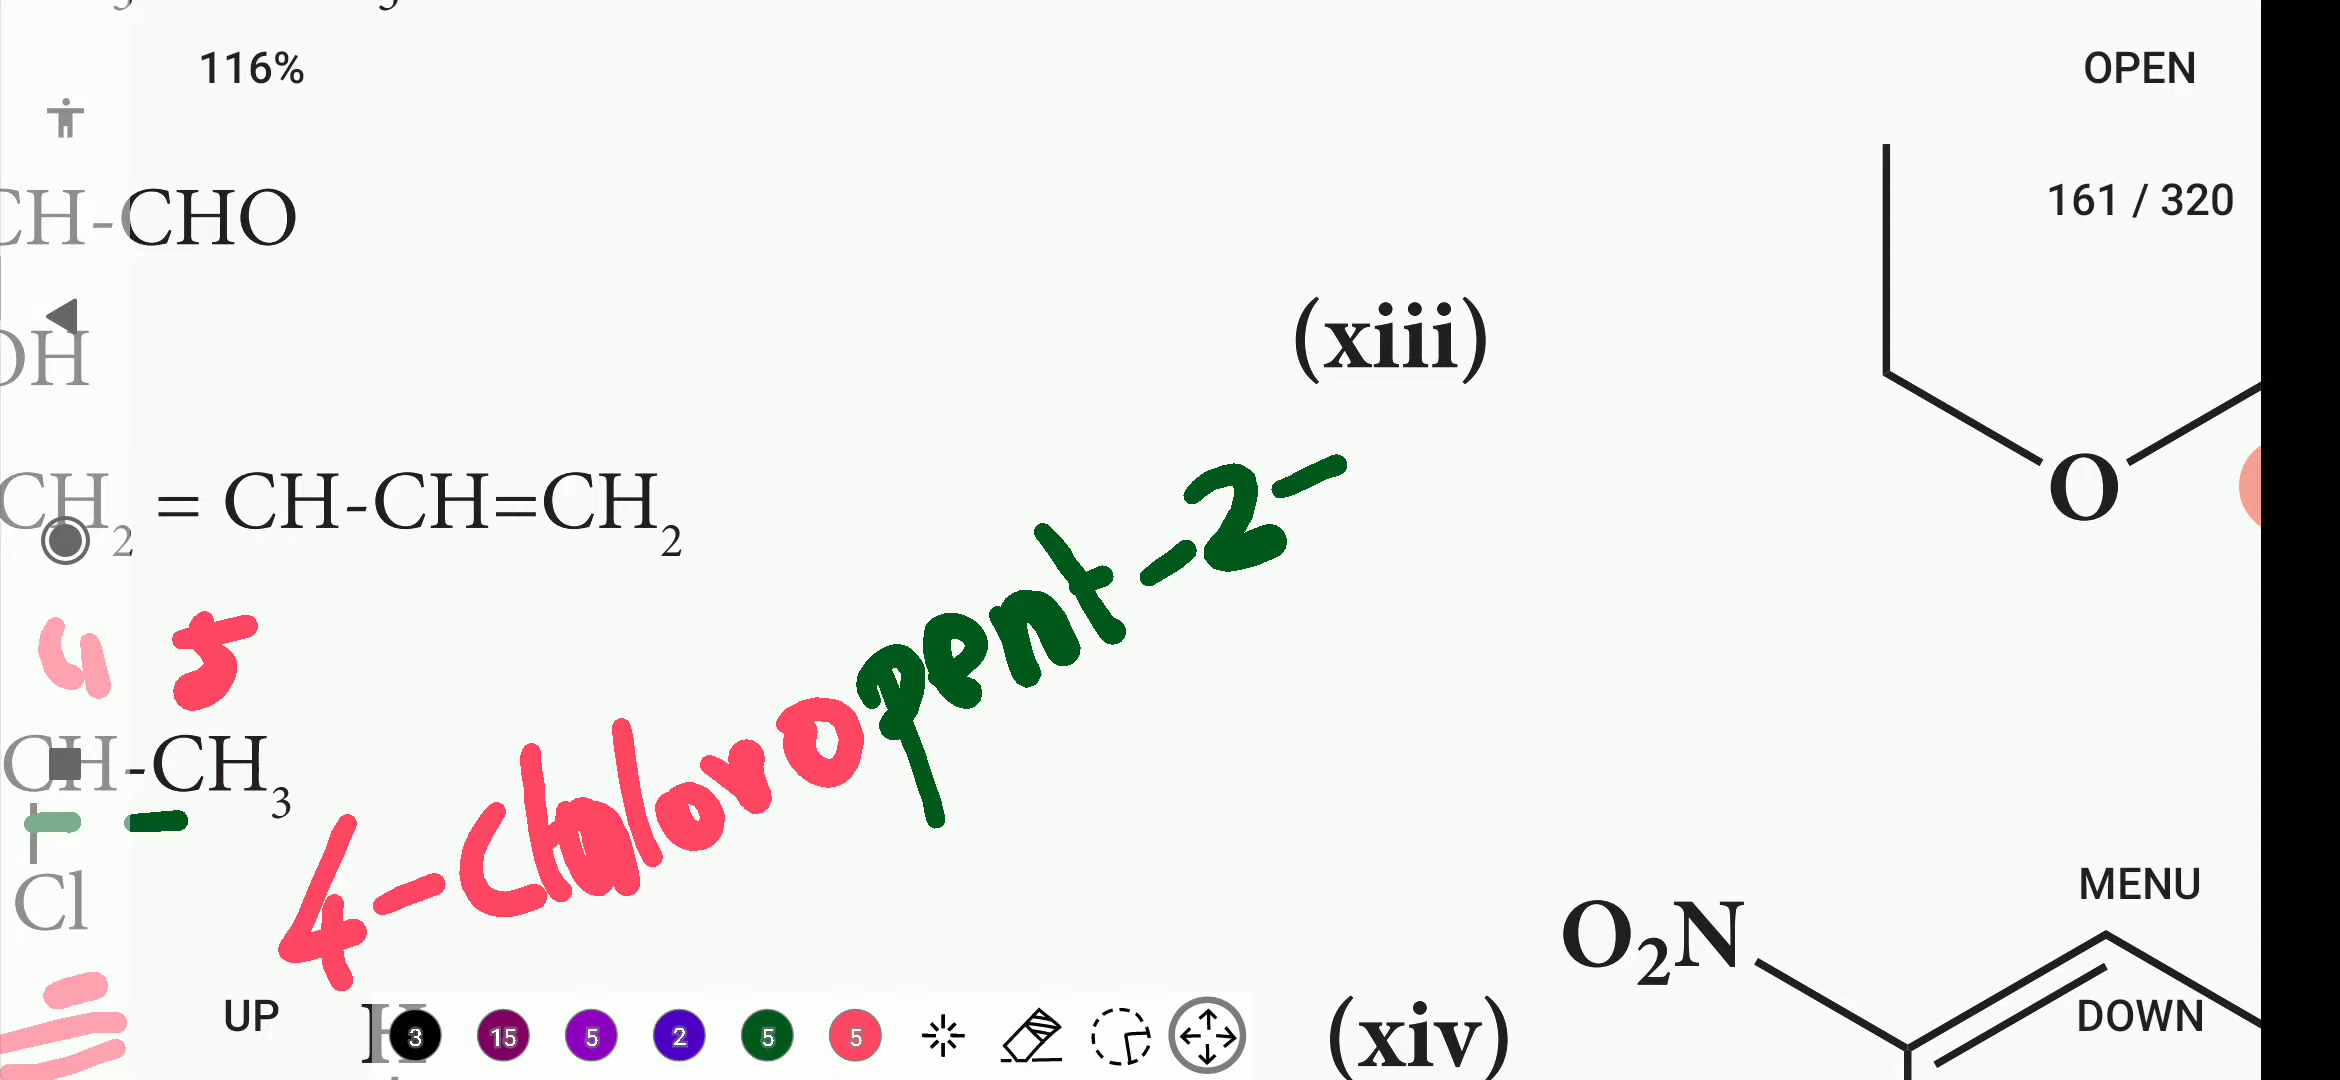 116%
OPEN
CH-CHO
161 / 320
OH
(xiii)
CH₂ = CH-CH=CH₂
O
4 5
CH-CH₃
Cl
4-chloropent-2-
O₂N
MENU
UP
H
3 15 5 2 5 5
(xiv)
DOWN